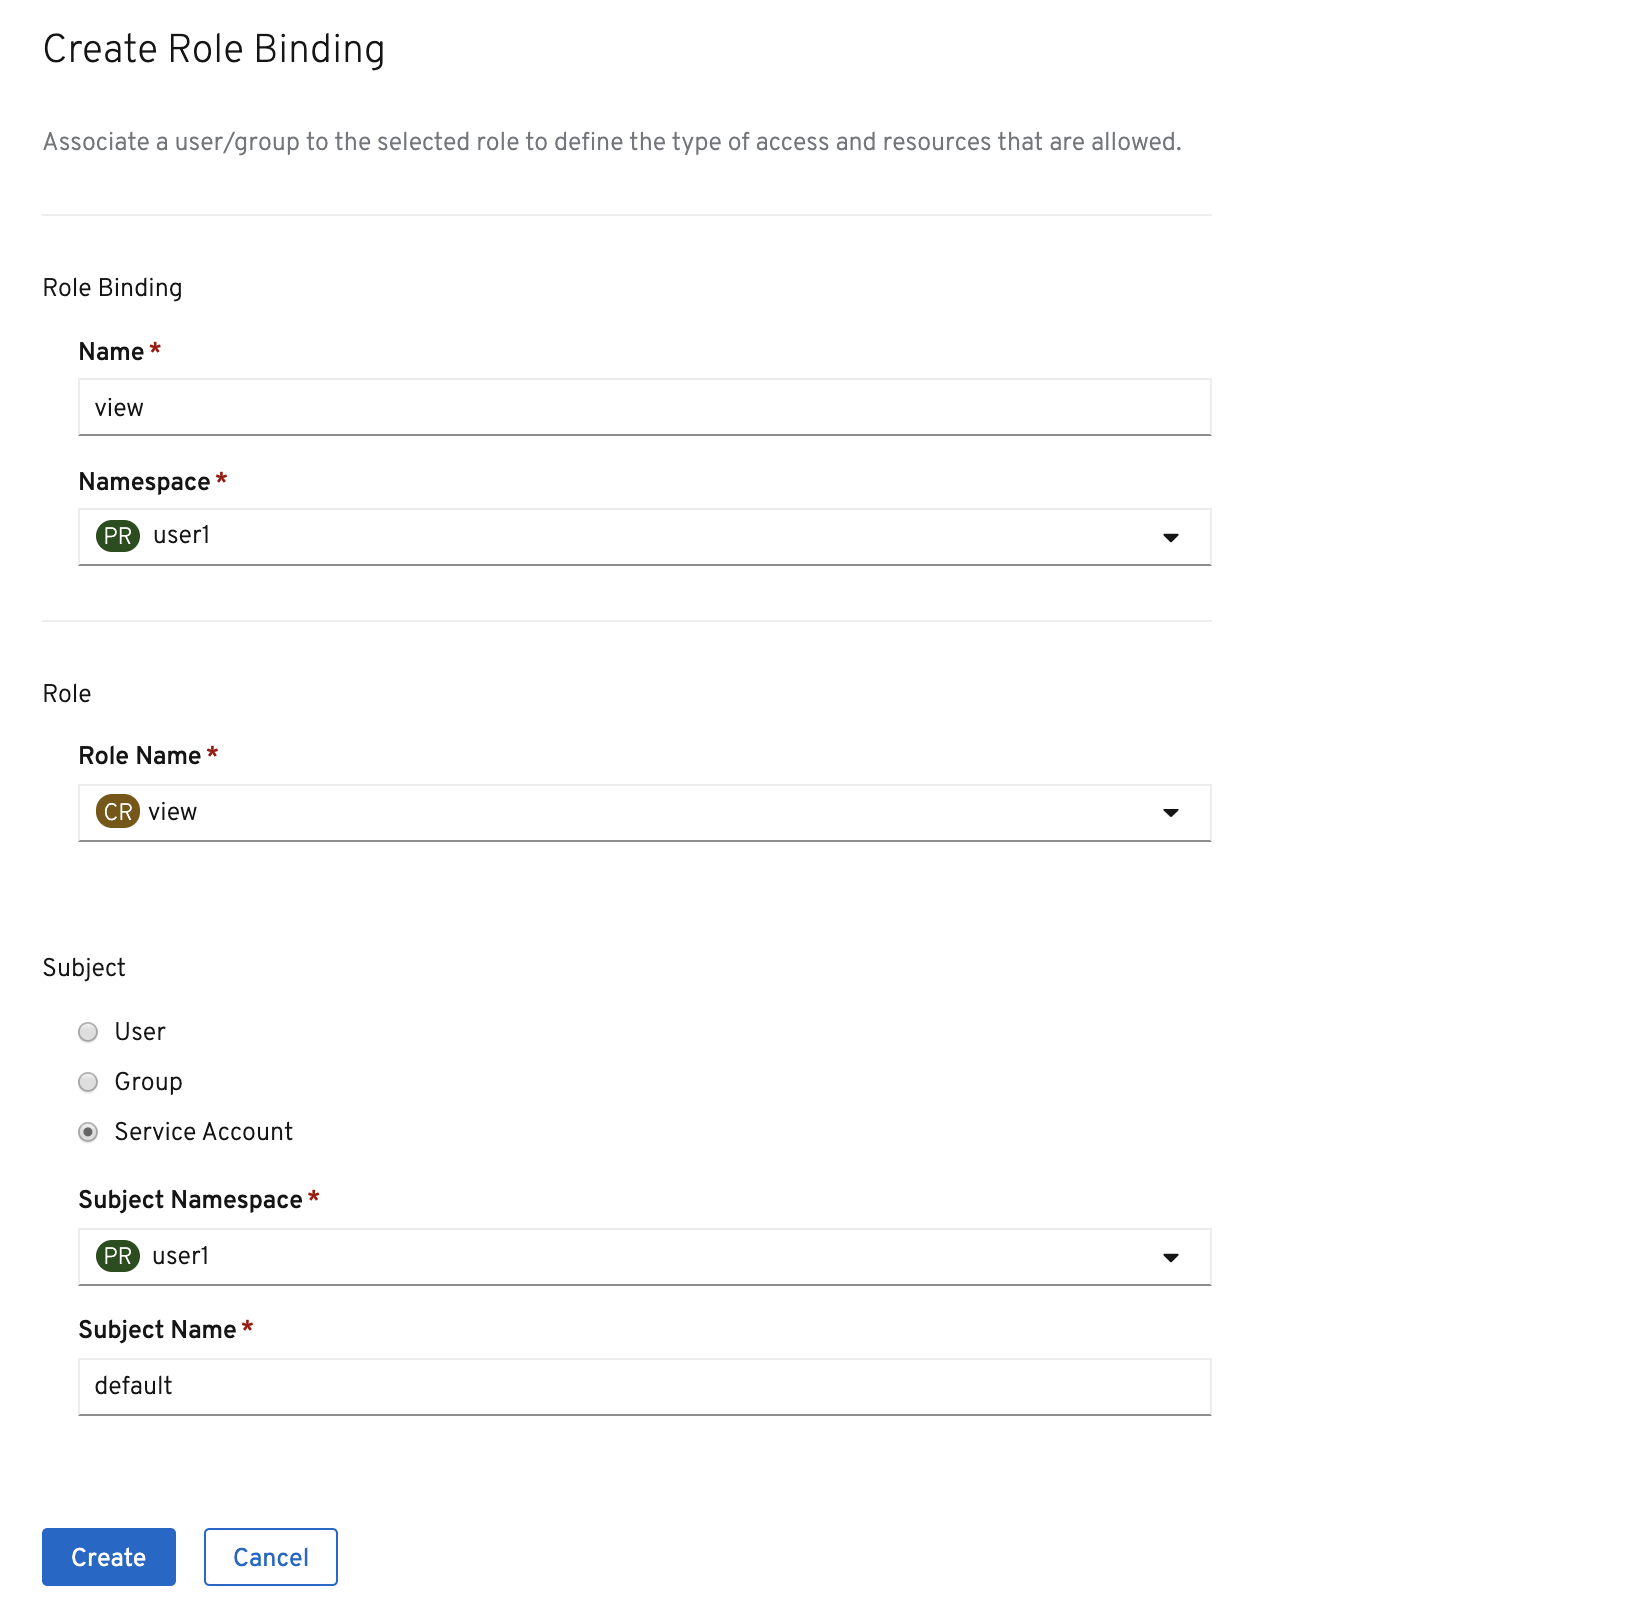 Create Role Binding
Associate a user/group to the selected role to define the type of access and resources that are allowed.
Role Binding
Name *
view
Namespace *
PR user1
Role
Role Name *
CR view
Subject
User
Group
Service Account
Subject Namespace *
PR user1
Subject Name *
default
Create Cancel